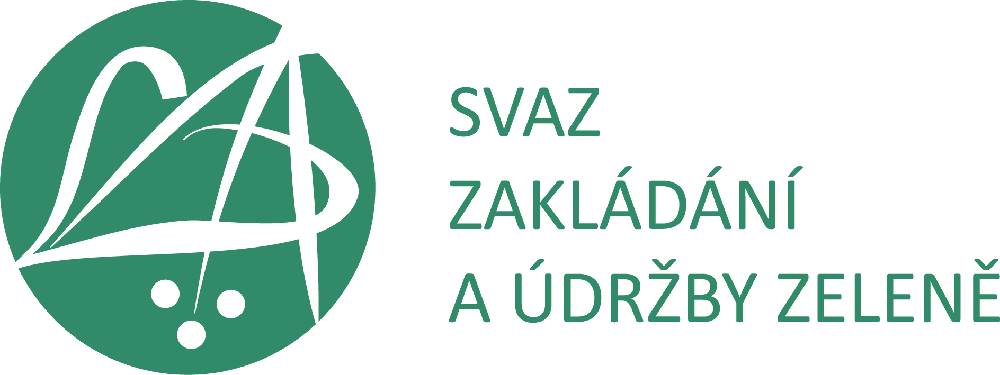 SVAZ
ZAKLÁDÁNÍ
A ÚDRŽBY ZELENĚ